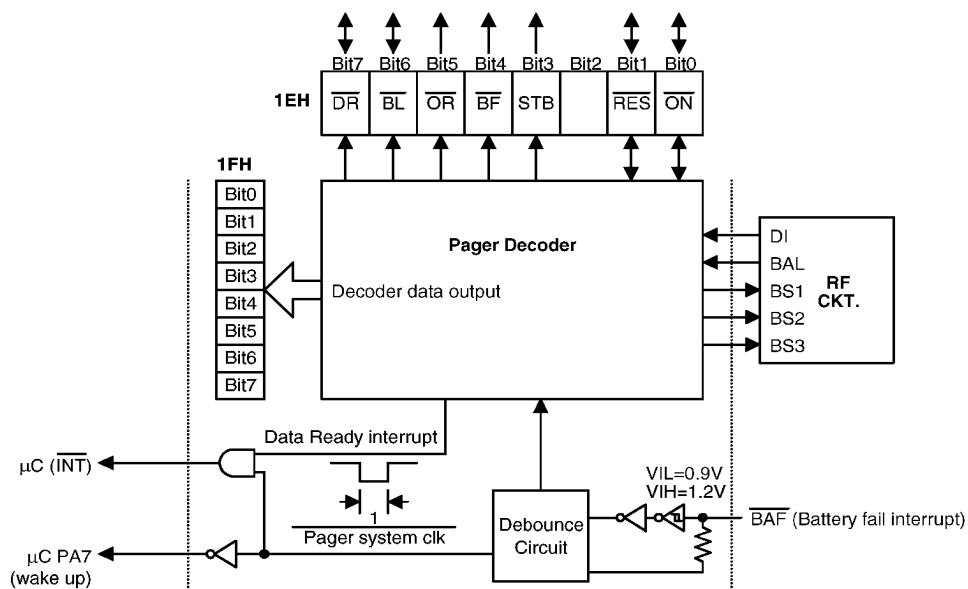 Bit7 Bit6 Bit5 Bit4 Bit3 Bit2 Bit1 Bit0
1EH DR BL OR BF STB RES ON
1FH
Bit0
Bit1
Bit2
Bit3
Bit4
Bit5
Bit6
Bit7
Pager Decoder
Decoder data output
DI
BAL
BS1
BS2
BS3
RF
CKT.
Data Ready interrupt
μC (INT)
1
Pager system clk
VIL=0.9V
VIH=1.2V
Debounce
Circuit
BAF (Battery fail interrupt)
μC PA7
(wake up)